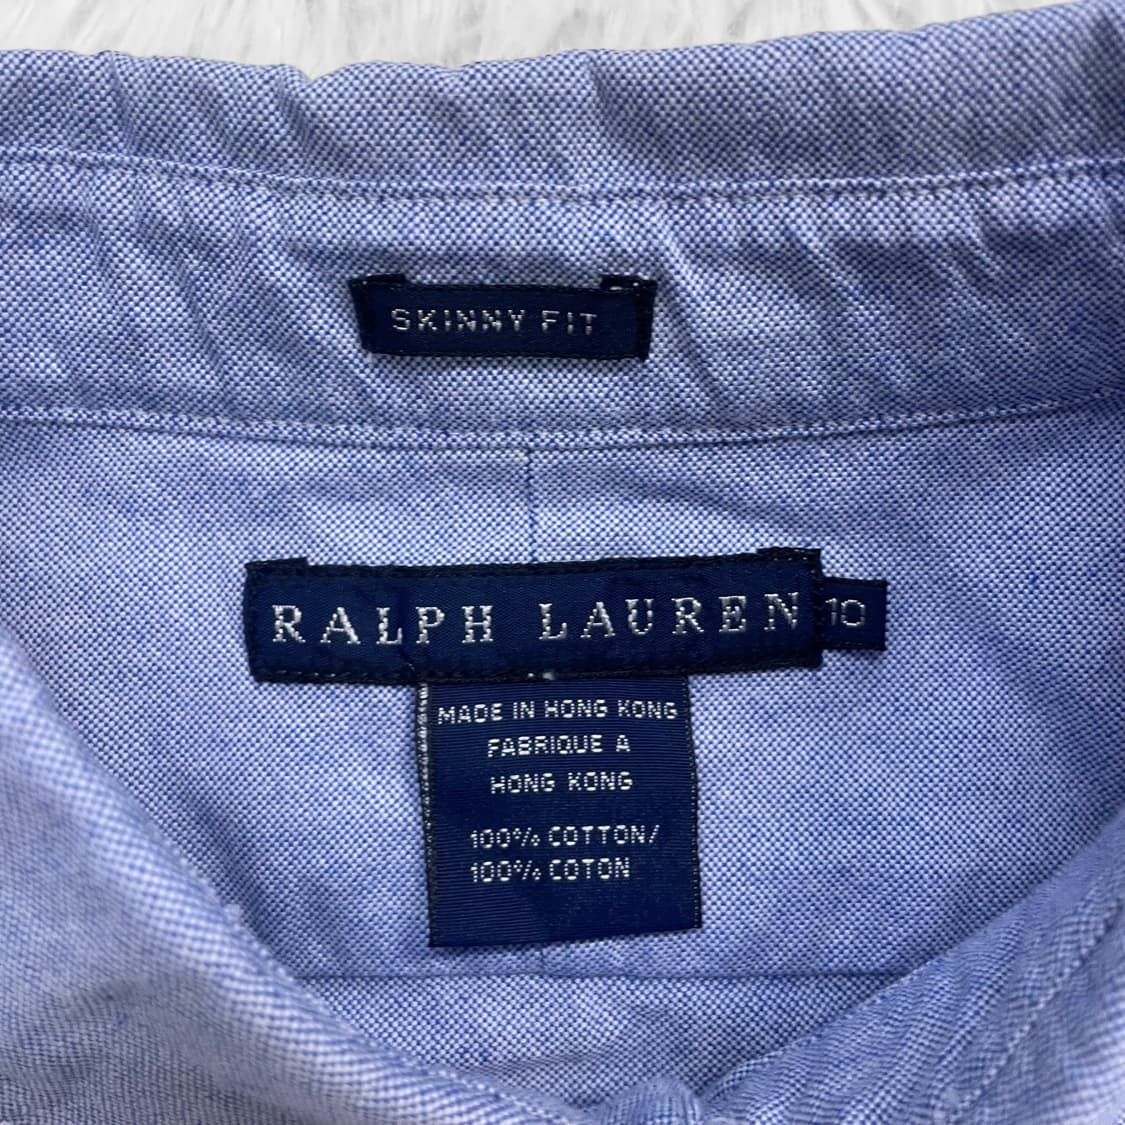 SKINNY FIT
RALPH LAUREN 10
MADE IN HONG KONG
FABRIQUE A
HONG KONG
100% COTTON/
100% COTON